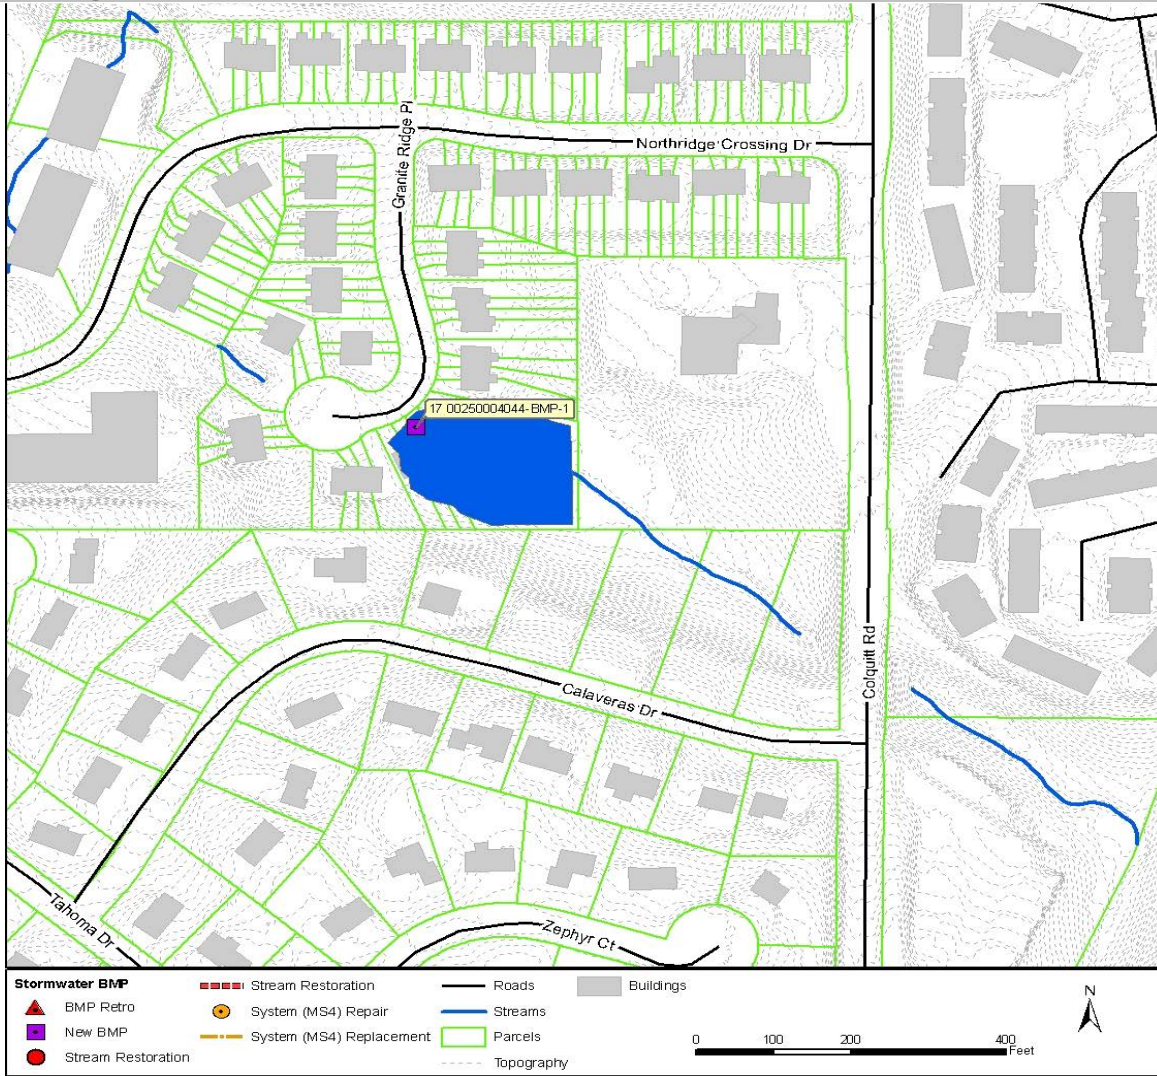 Northridge Crossing Dr
Granite Ridge Pl
17 00250004044-BMP-1
Colquitt Rd
Calaveras Dr
Tahoma Dr
Zephyr Ct
Stormwater BMP
BMP Retro
New BMP
Stream Restoration
Stream Restoration
System (MS4) Repair
System (MS4) Replacement
Roads
Streams
Parcels
Topography
Buildings
N
0 100 200 400
Feet